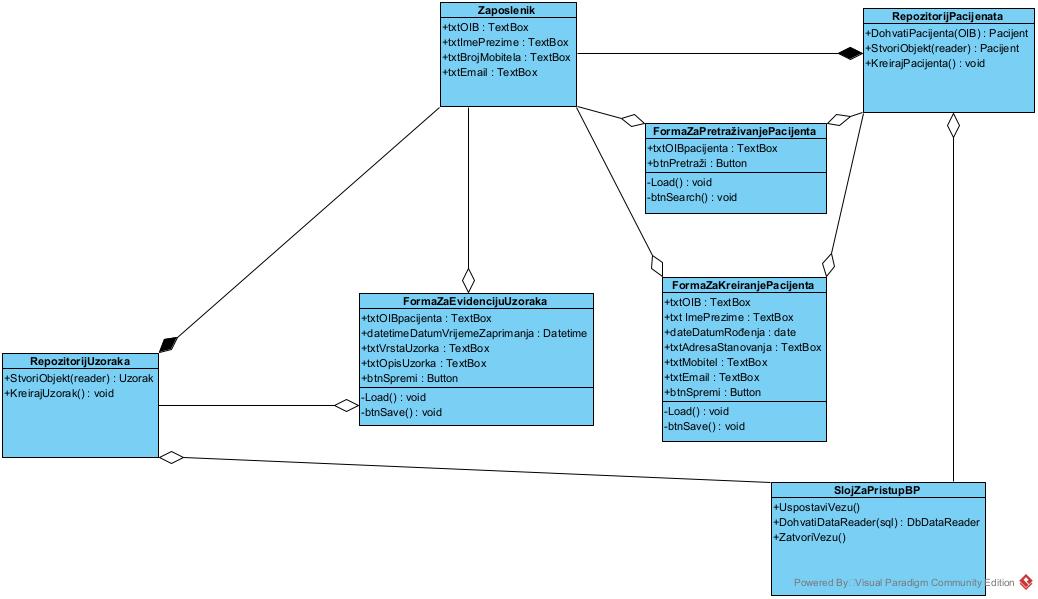 Zaposlenik
+txtOIB : TextBox
+txtImePrezime : TextBox
+txtBrojMobitela : TextBox
+txtEmail : TextBox
RepozitorijPacijenata
+DohvatiPacijenta(OIB) : Pacijent
+StvoriObjekt(reader) : Pacijent
+KreirajPacijenta() : void
FormaZaPretraživanjePacijenta
+txtOIBpacijenta : TextBox
+btnPretraži : Button
-Load() : void
-btnSearch() : void
FormaZaEvidencijuUzoraka
+txtOIBpacijenta : TextBox
+datetimeDatumVrijemeZaprimanja : Datetime
+txtVrstaUzorka : TextBox
+txtOpisUzorka : TextBox
+btnSpremi : Button
-Load() : void
-btnSave() : void
FormaZaKreiranjePacijenta
+txtOIB : TextBox
+txt ImePrezime : TextBox
+dateDatumRođenja : date
+txtAdresaStanovanja : TextBox
+txtMobitel : TextBox
+txtEmail : TextBox
+btnSpremi : Button
-Load() : void
-btnSave() : void
RepozitorijUzoraka
+StvoriObjekt(reader) : Uzorak
+KreirajUzorak() : void
SlojZaPristupBP
+UspostaviVezu()
+DohvatiDataReader(sql) : DbDataReader
+ZatvoriVezu()
Powered By: Visual Paradigm Community Edition